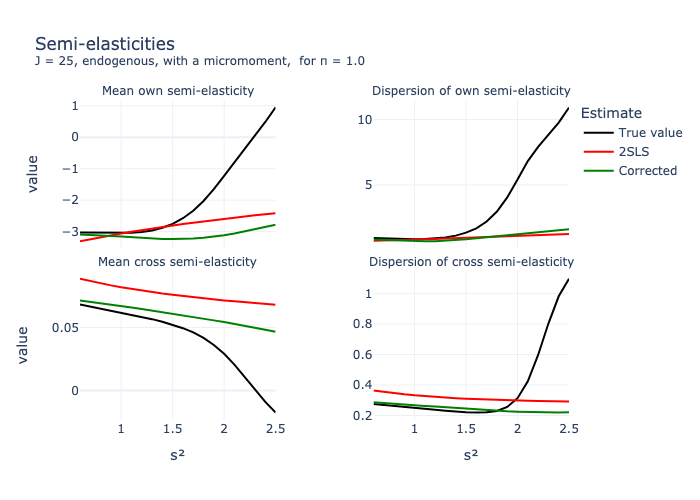 Semi-elasticities
J = 25, endogenous, with a micromoment,  for π = 1.0
Mean own semi-elasticity
Dispersion of own semi-elasticity
Estimate
True value
2SLS
Corrected
value
1
0
−1
−2
−3
10
5
Mean cross semi-elasticity
Dispersion of cross semi-elasticity
value
0.05
0
1
0.8
0.6
0.4
0.2
1
1.5
2
2.5
1
1.5
2
2.5
s²
s²